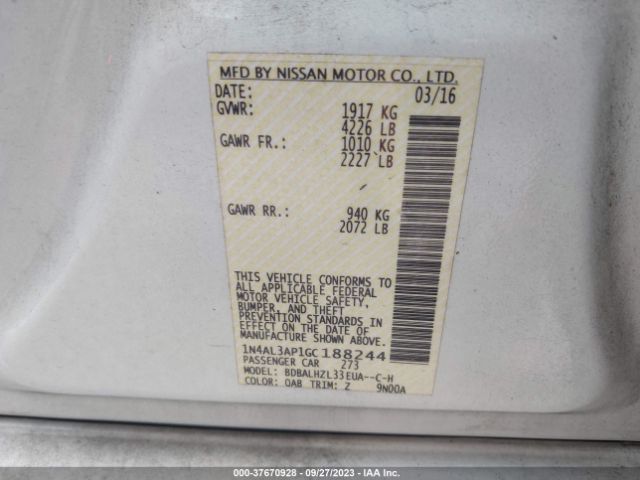 MFD BY NISSAN MOTOR CO., LTD.
DATE: 03/16
GVWR: 1917 KG
4226 LB
GAWR FR.: 1010 KG
2227 LB
GAWR RR.: 940 KG
2072 LB
THIS VEHICLE CONFORMS TO
ALL APPLICABLE FEDERAL
MOTOR VEHICLE SAFETY,
BUMPER, AND THEFT
PREVENTION STANDARDS IN
EFFECT ON THE DATE OF
MANUFACTURE SHOWN ABOVE.
1N4AL3AP1GC188244
PASSENGER CAR 273
MODEL: BDBALHZL33EUA--C-H
COLOR: QAB TRIM: Z 9N00A
188244
000-37670928 - 09/27/2023 - IAA Inc.